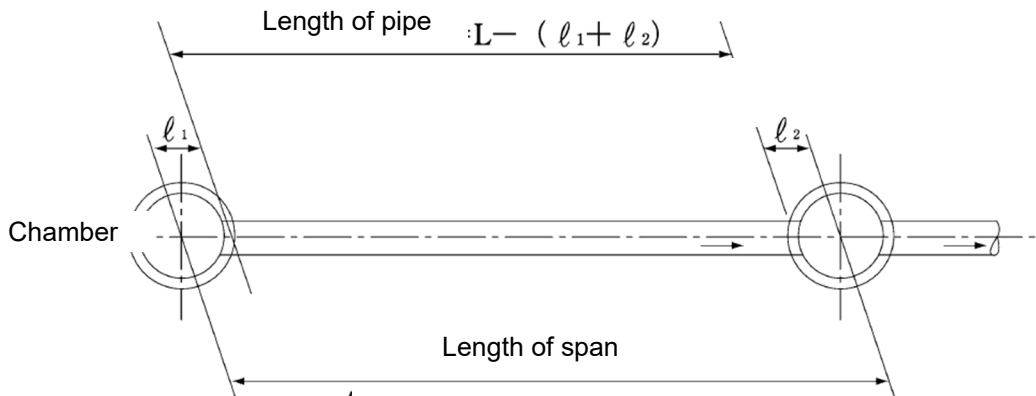 Length of pipe :L− ( ℓ1+ ℓ2)
ℓ1
ℓ2
Chamber
Length of span